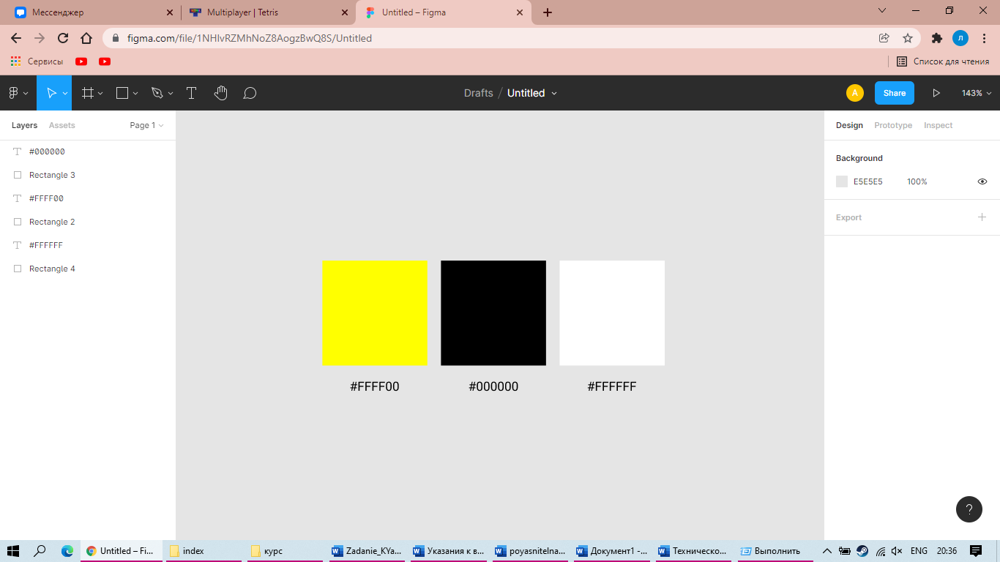 Мессенджер
Multiplayer | Tetris
Untitled – Figma
figma.com/file/1NHlvRZMhNoZ8AogzBwQ8S/Untitled
л
Сервисы
Список для чтения
Drafts / Untitled
A
Share
143%
Layers
Assets
Page 1
Design
Prototype
Inspect
#000000
Rectangle 3
#FFFF00
Rectangle 2
#FFFFFF
Rectangle 4
Background
E5E5E5
100%
Export
#FFFF00
#000000
#FFFFFF
?
Untitled – Fi...
index
курс
Zadanie_KYa...
Указания к в...
poyasnitelna...
Документ1 -...
Техническо...
Выполнить
ENG
20:36